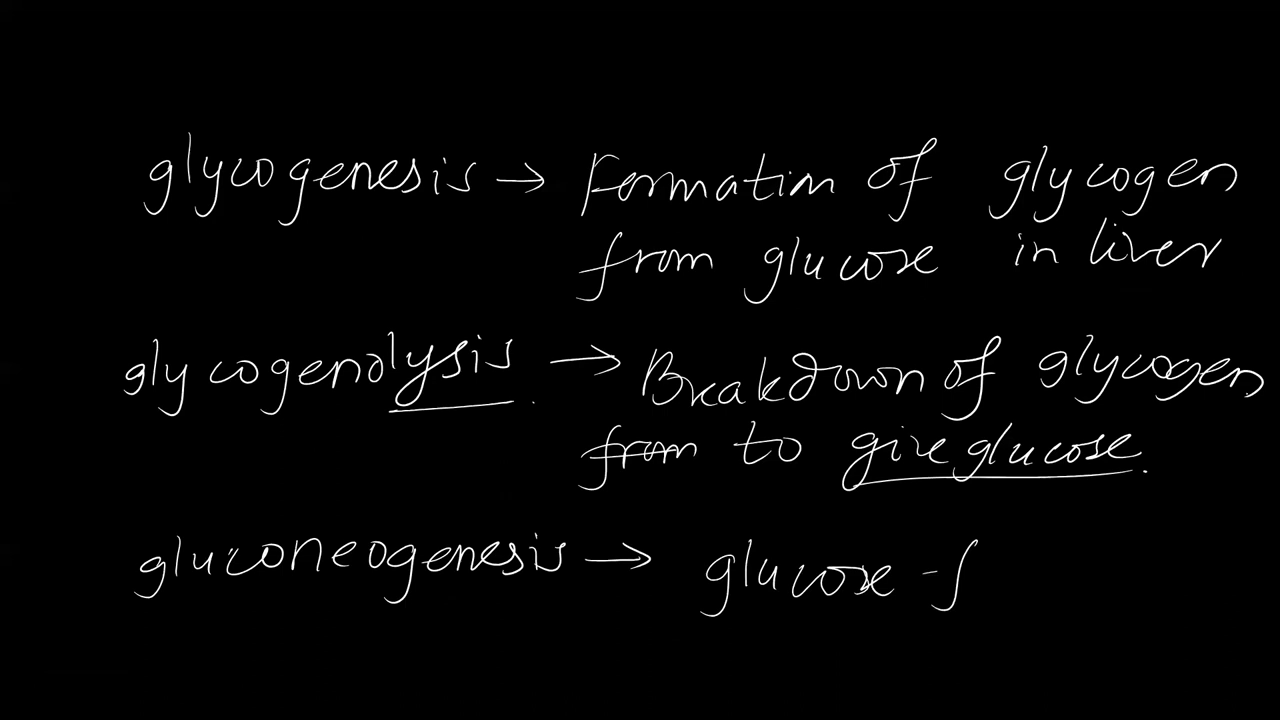 glycogenesis → Formation of glycogen
from glucose in liver
glycogenolysis → Breakdown of glycogen
from to give glucose.
gluconeogenesis → glucose - f